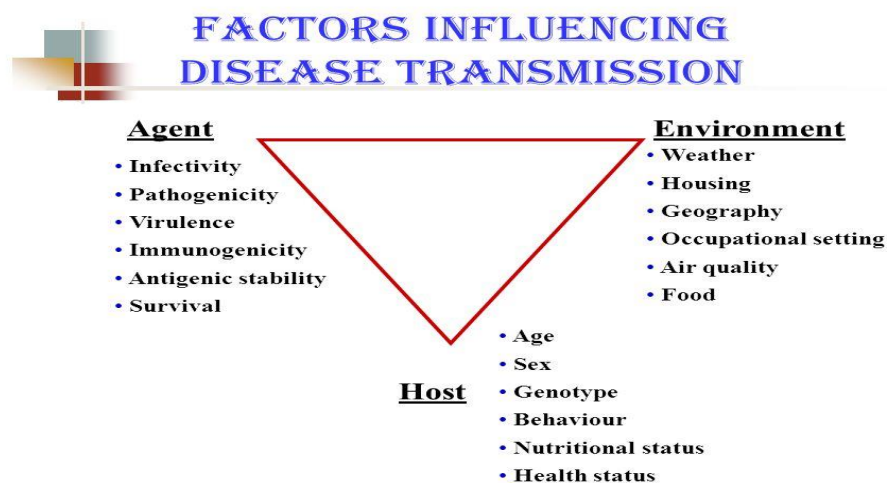 FACTORS INFLUENCING
DISEASE TRANSMISSION
Agent
• Infectivity
• Pathogenicity
• Virulence
• Immunogenicity
• Antigenic stability
• Survival
Environment
• Weather
• Housing
• Geography
• Occupational setting
• Air quality
• Food
Host
• Age
• Sex
• Genotype
• Behaviour
• Nutritional status
• Health status